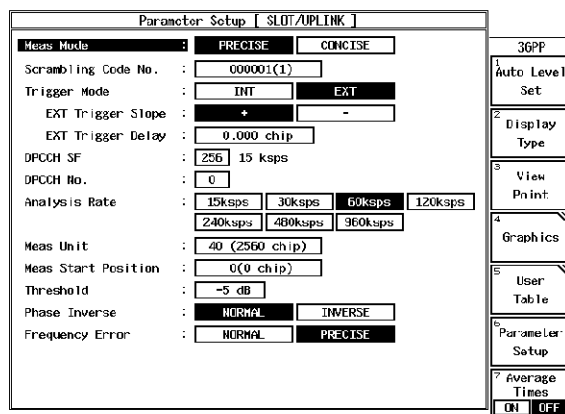 Parameter Setup [ SLOT/UPLINK ]
Meas Mode : PRECISE CONCISE
Scrambling Code No. : 000001(1)
Trigger Mode : INT EXT
EXT Trigger Slope : + -
EXT Trigger Delay : 0.000 chip
DPCCH SF : 256 15 ksps
DPCCH No. : 0
Analysis Rate : 15ksps 30ksps 60ksps 120ksps
240ksps 480ksps 960ksps
Meas Unit : 40 (2560 chip)
Meas Start Position : 0(0 chip)
Threshold : -5 dB
Phase Inverse : NORMAL INVERSE
Frequency Error : NORMAL PRECISE
3GPP
1 Auto Level
Set
2 Display
Type
3 View
Point
4 Graphics
5 User
Table
6 Parameter
Setup
7 Average
Times
ON OFF